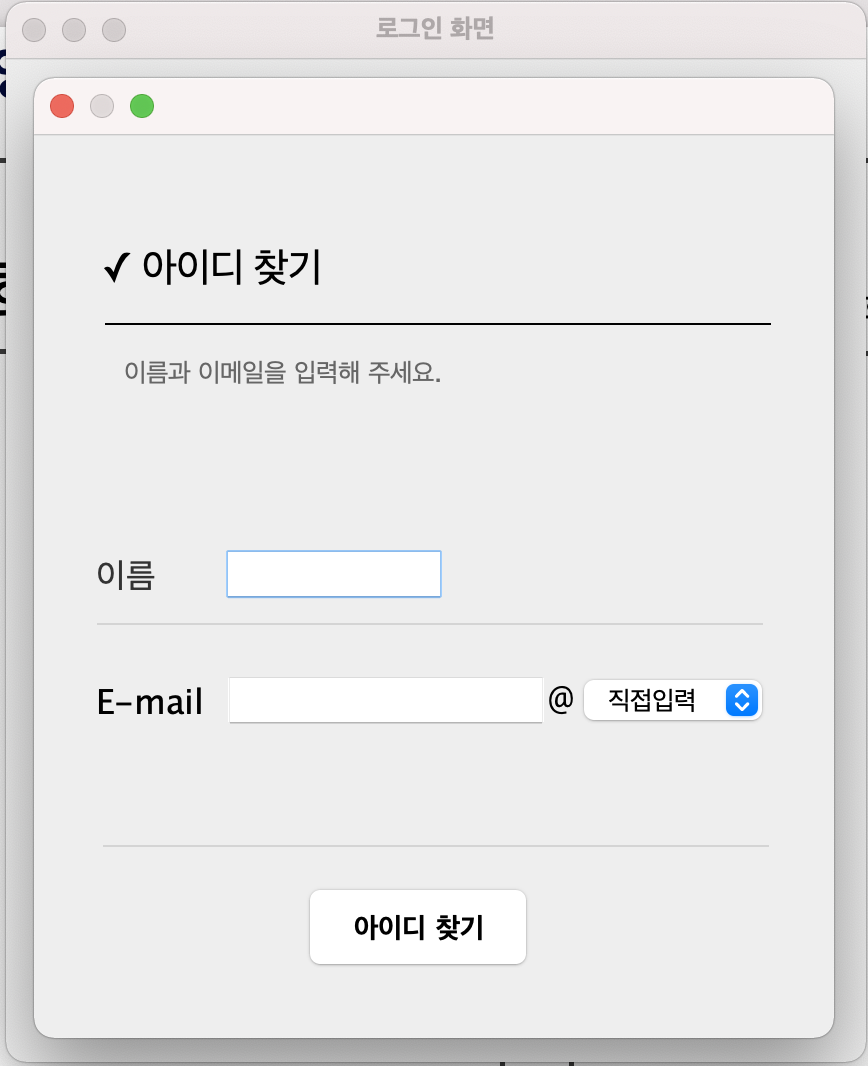 로그인 화면
✓ 아이디 찾기
이름과 이메일을 입력해 주세요.
이름
E-mail @ 직접입력
아이디 찾기